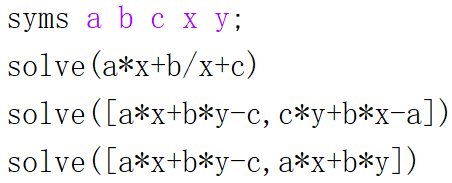 syms a b c x y;
solve(a*x+b/x+c)
solve([a*x+b*y-c,c*y+b*x-a])
solve([a*x+b*y-c,a*x+b*y])